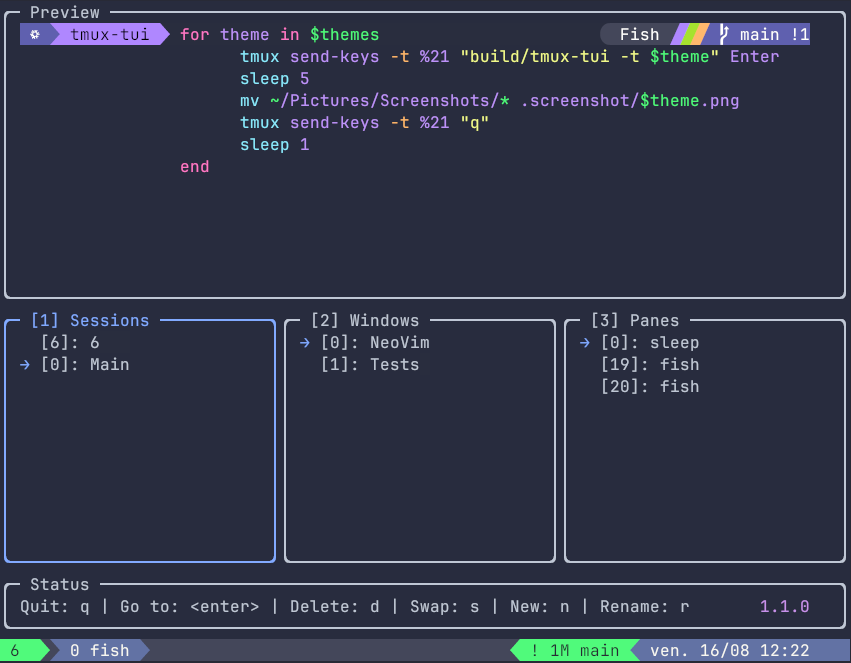 Preview
tmux-tui for theme in $themes Fish main !1
tmux send-keys -t %21 "build/tmux-tui -t $theme" Enter
sleep 5
mv ~/Pictures/Screenshots/* .screenshot/$theme.png
tmux send-keys -t %21 "q"
sleep 1
end
[1] Sessions
[6]: 6
→ [0]: Main
[2] Windows
→ [0]: NeoVim
[1]: Tests
[3] Panes
→ [0]: sleep
[19]: fish
[20]: fish
Status
Quit: q | Go to: <enter> | Delete: d | Swap: s | New: n | Rename: r 1.1.0
6 0 fish ! 1M main ven. 16/08 12:22